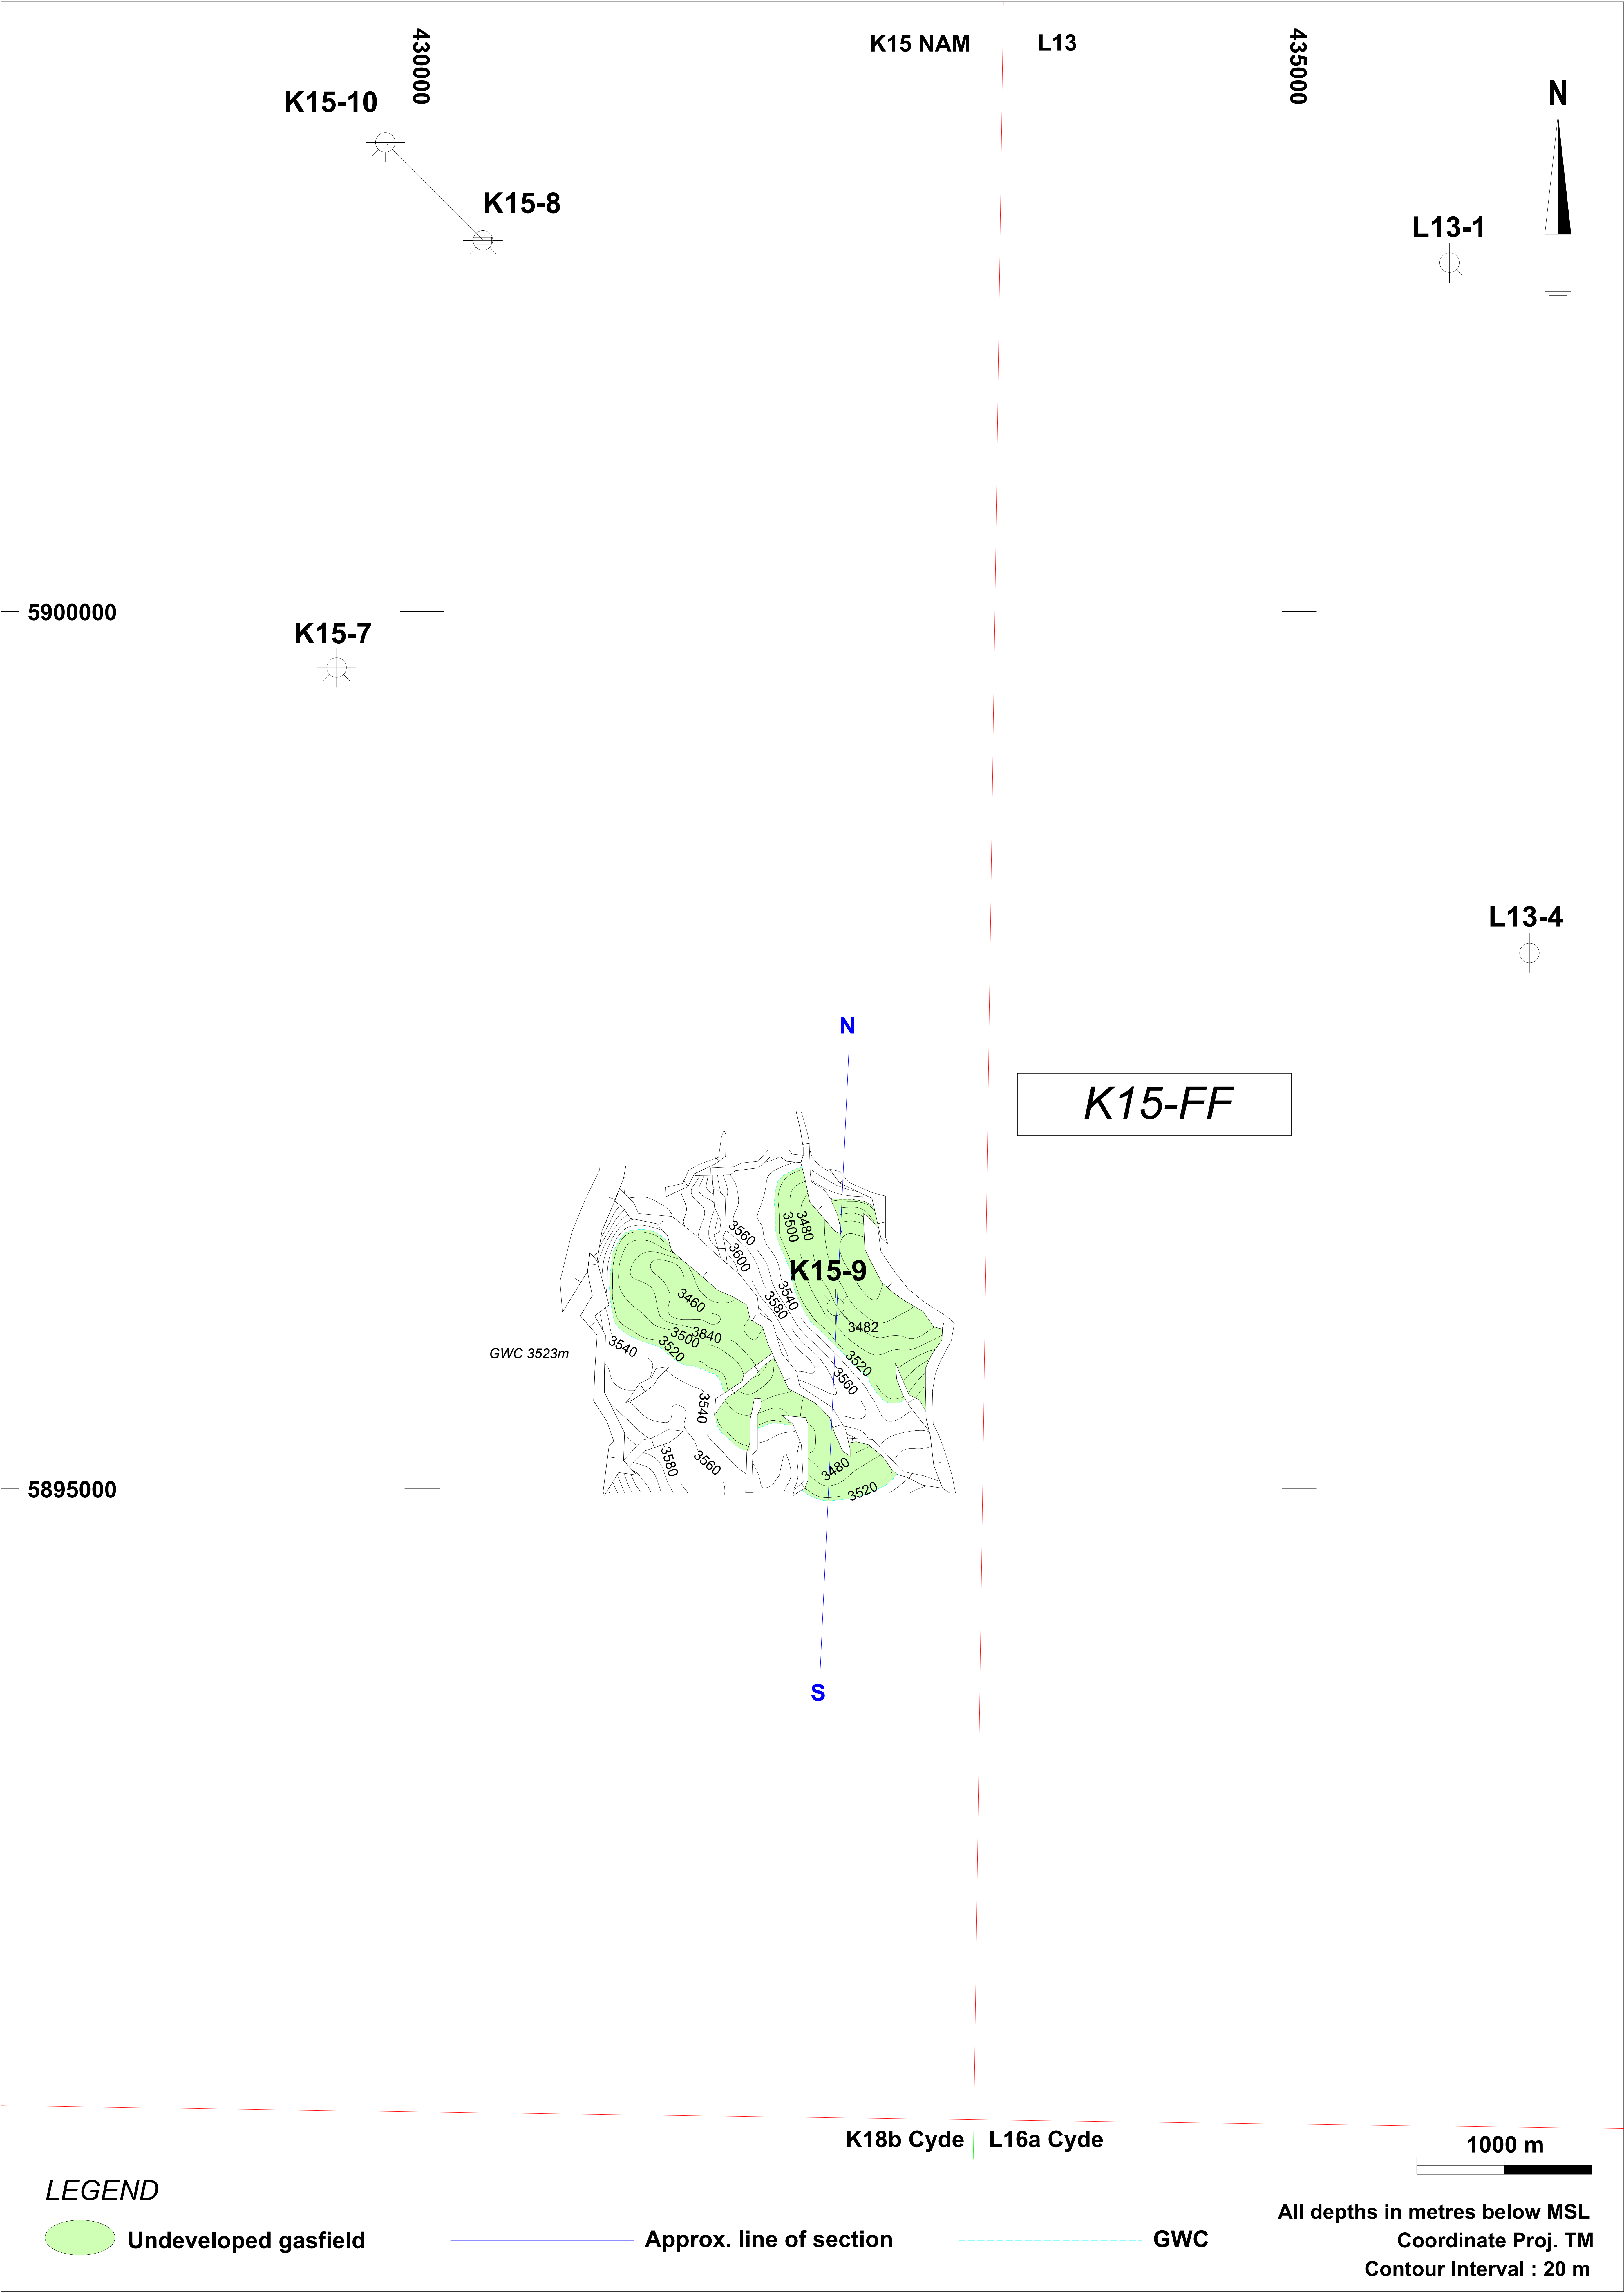 430000
K15 NAM
L13
435000
N
K15-10
K15-8
L13-1
5900000
K15-7
L13-4
N
K15-FF
3560
3480
3500
3600
K15-9
3540
3580
3460
3482
3840
3500
3520
3540
GWC 3523m
3520
3560
3540
3580
3560
3480
3520
5895000
S
K18b Cyde
L16a Cyde
1000 m
LEGEND
Undeveloped gasfield
Approx. line of section
GWC
All depths in metres below MSL
Coordinate Proj. TM
Contour Interval : 20 m